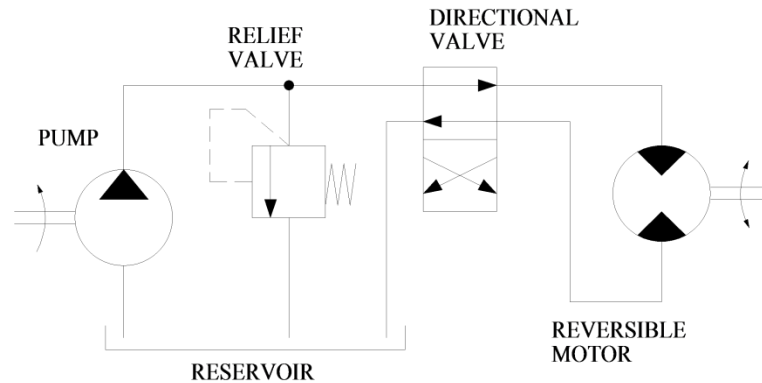 DIRECTIONAL
VALVE
RELIEF
VALVE
PUMP
REVERSIBLE
MOTOR
RESERVOIR